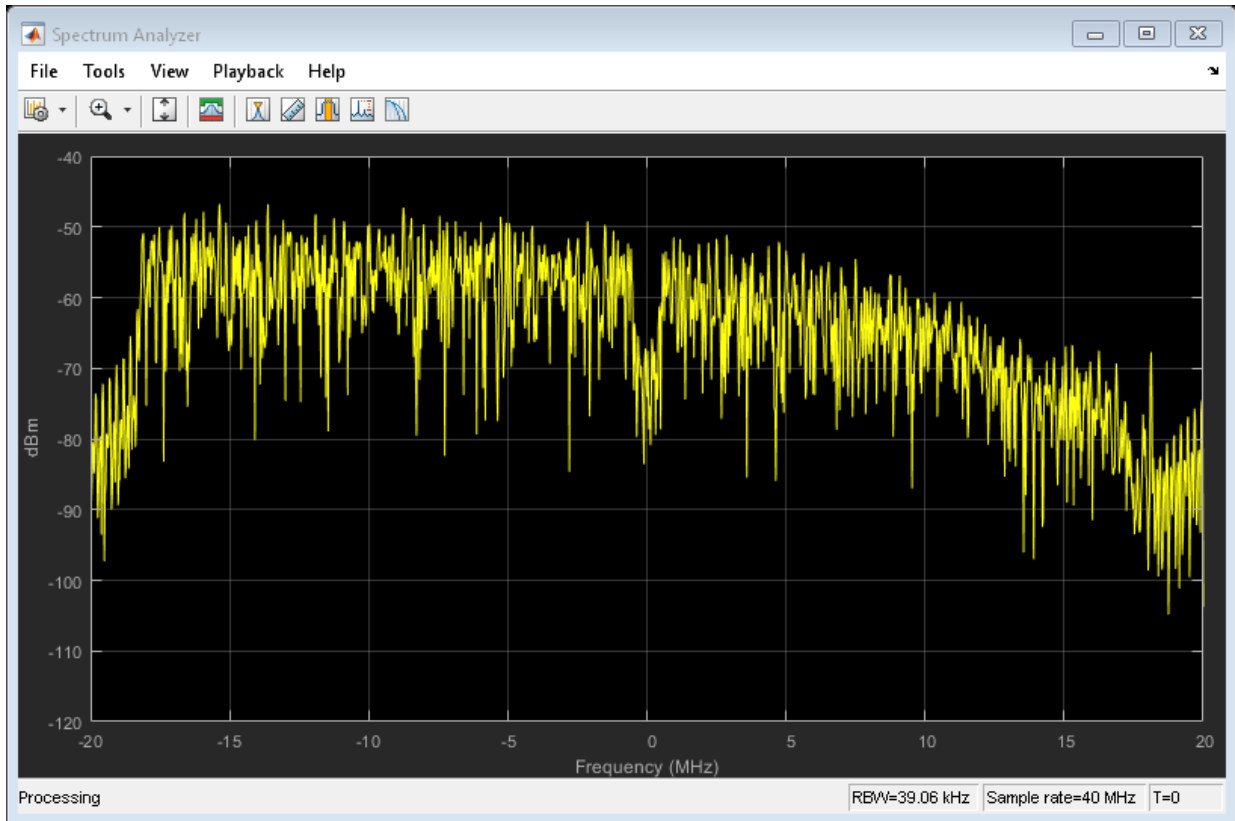 Spectrum Analyzer
File Tools View Playback Help
-40
-50
-60
-70
-80
-90
-100
-110
-120
dBm
-20 -15 -10 -5 0 5 10 15 20
Frequency (MHz)
Processing RBW=39.06 kHz Sample rate=40 MHz T=0